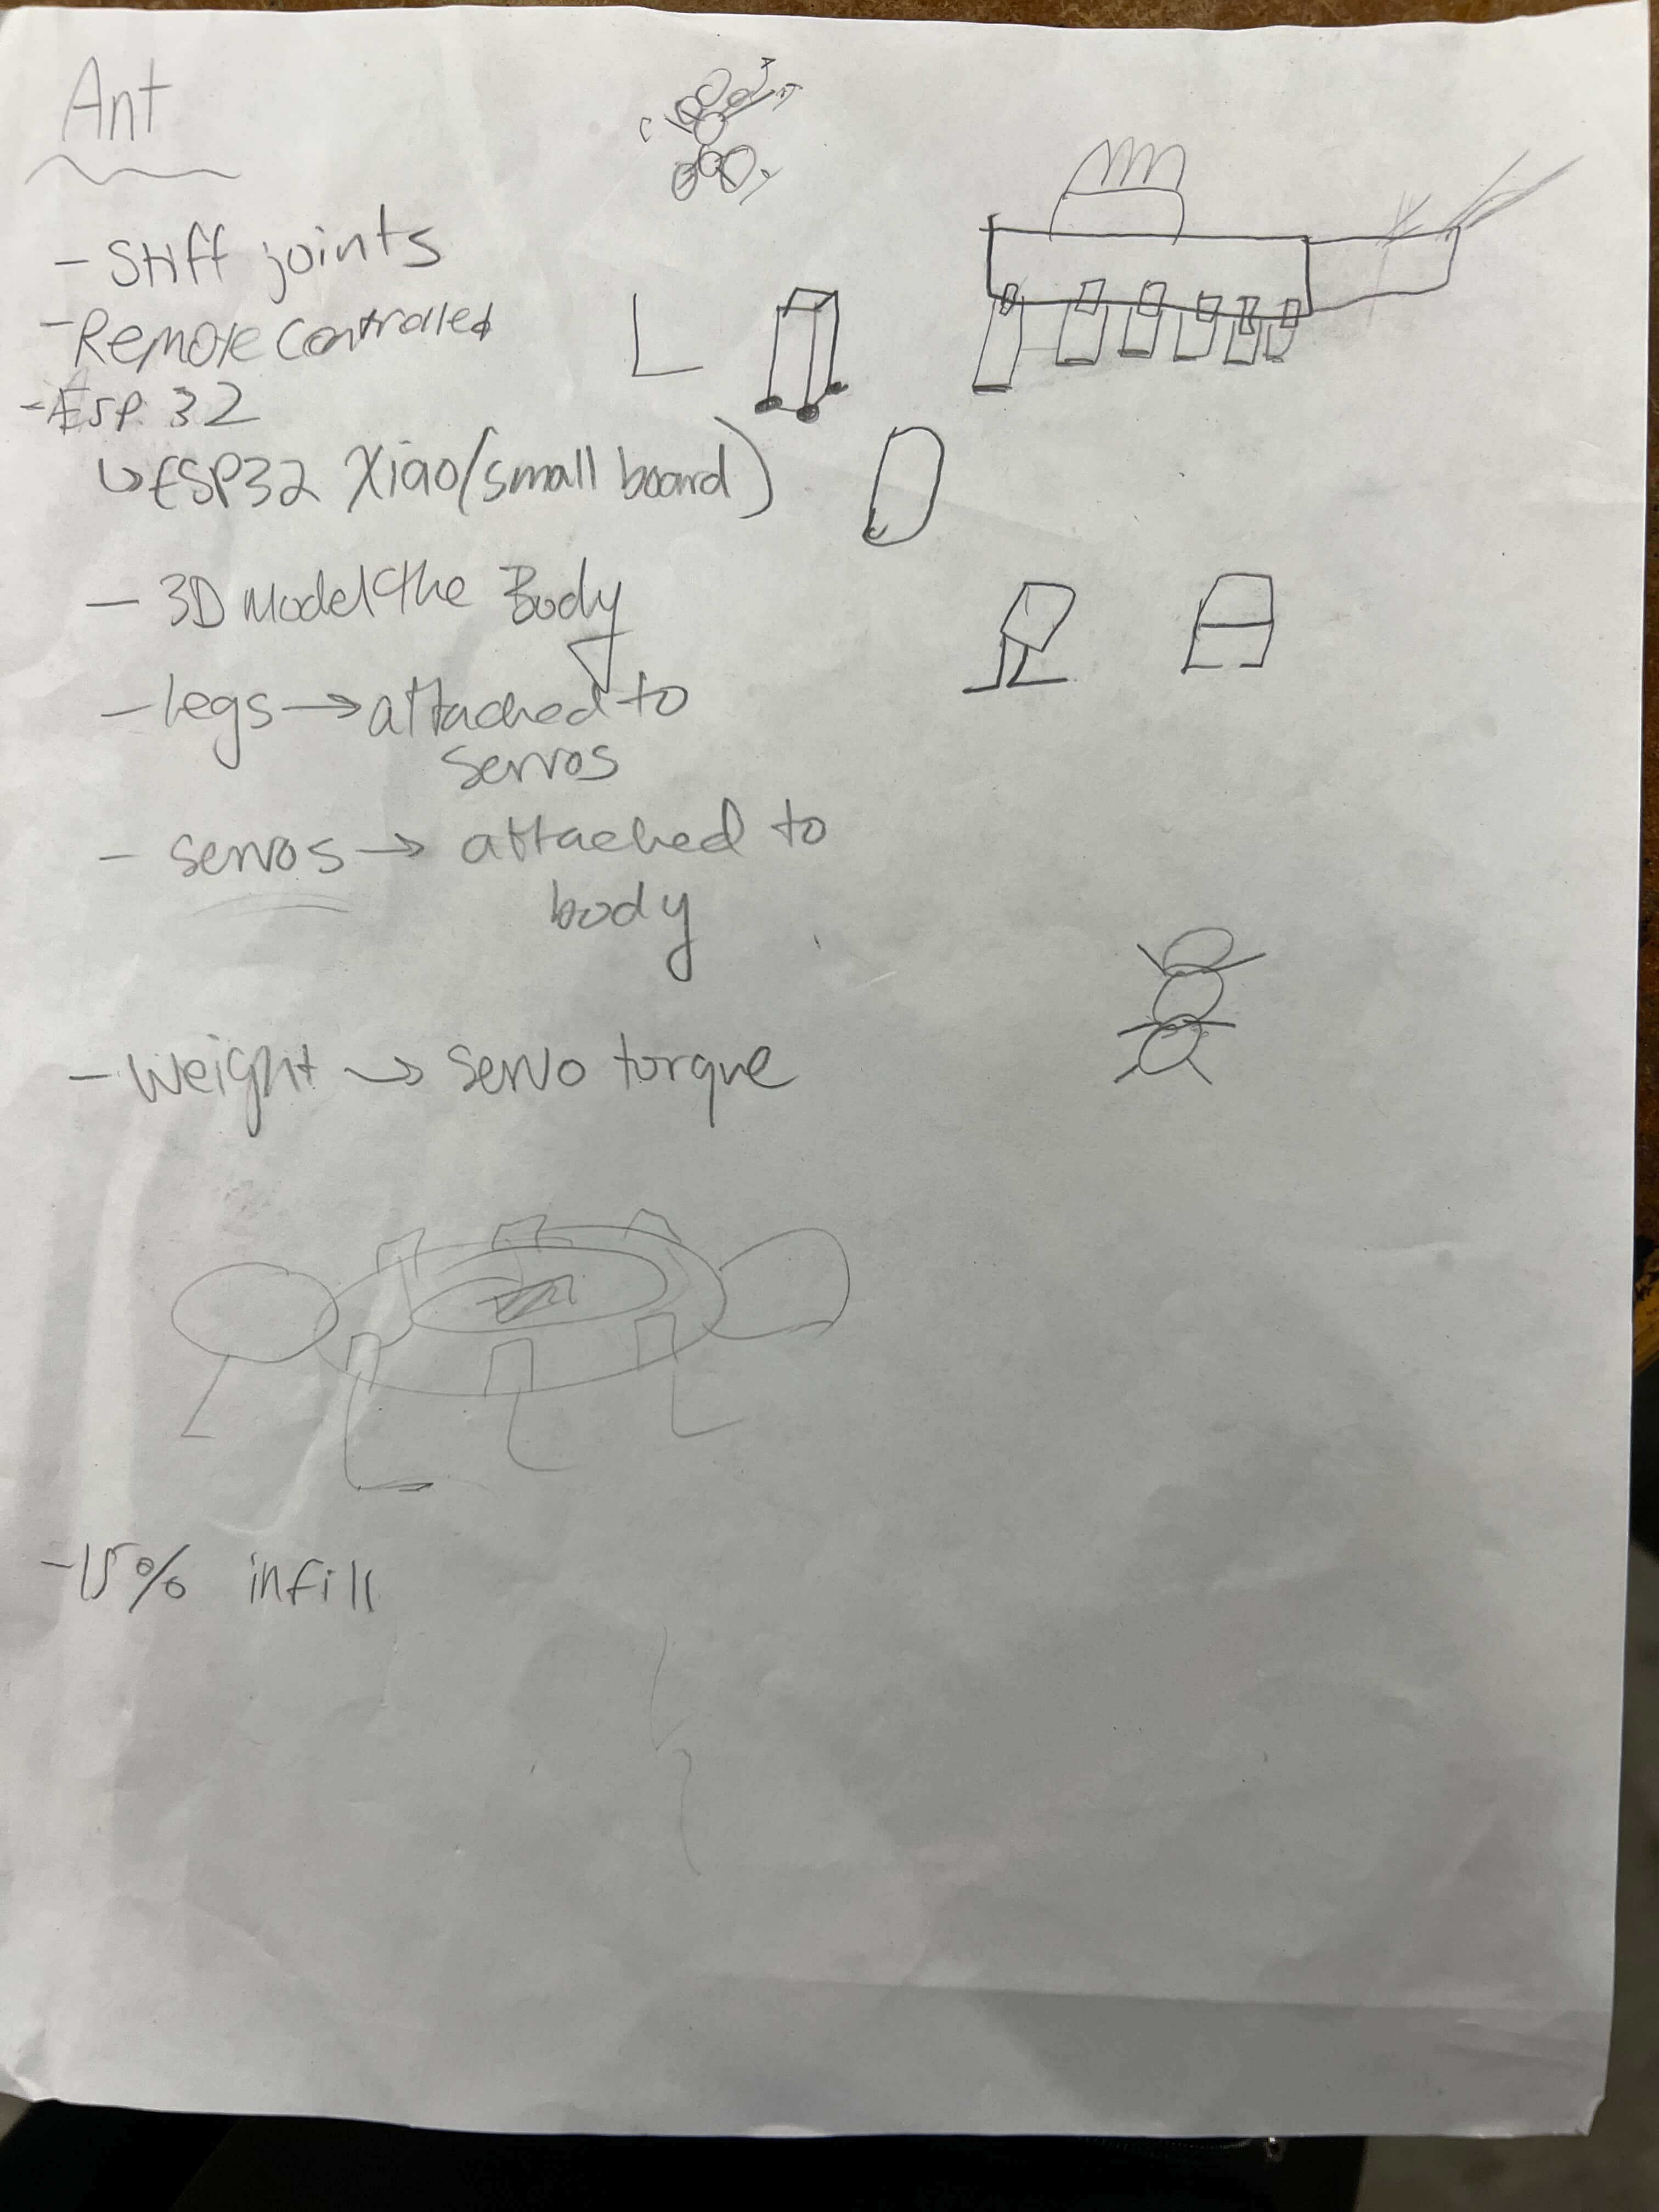 Ant
- Stiff joints
- Remote controlled
- ESP 32
↳ ESP32 Xiao (small board)
- 3D Model the Body
- legs → attached to
servos
- servos → attached to
body
- Weight → servo torque
- 15% infill